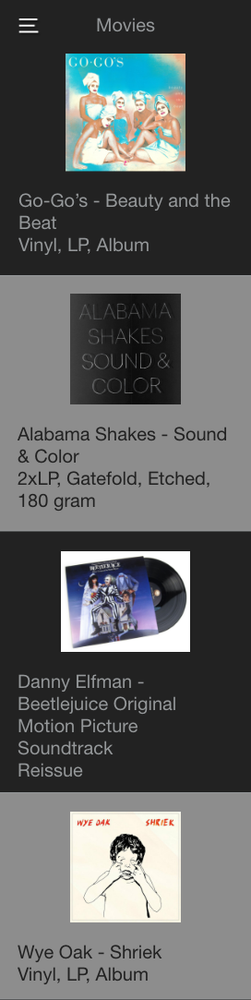 Movies
GO-GO'S
Go-Go’s - Beauty and the
Beat
Vinyl, LP, Album
ALABAMA
SHAKES
SOUND &
COLOR
Alabama Shakes - Sound
& Color
2xLP, Gatefold, Etched,
180 gram
Danny Elfman -
Beetlejuice Original
Motion Picture
Soundtrack
Reissue
WYE OAK SHRIEK
Wye Oak - Shriek
Vinyl, LP, Album